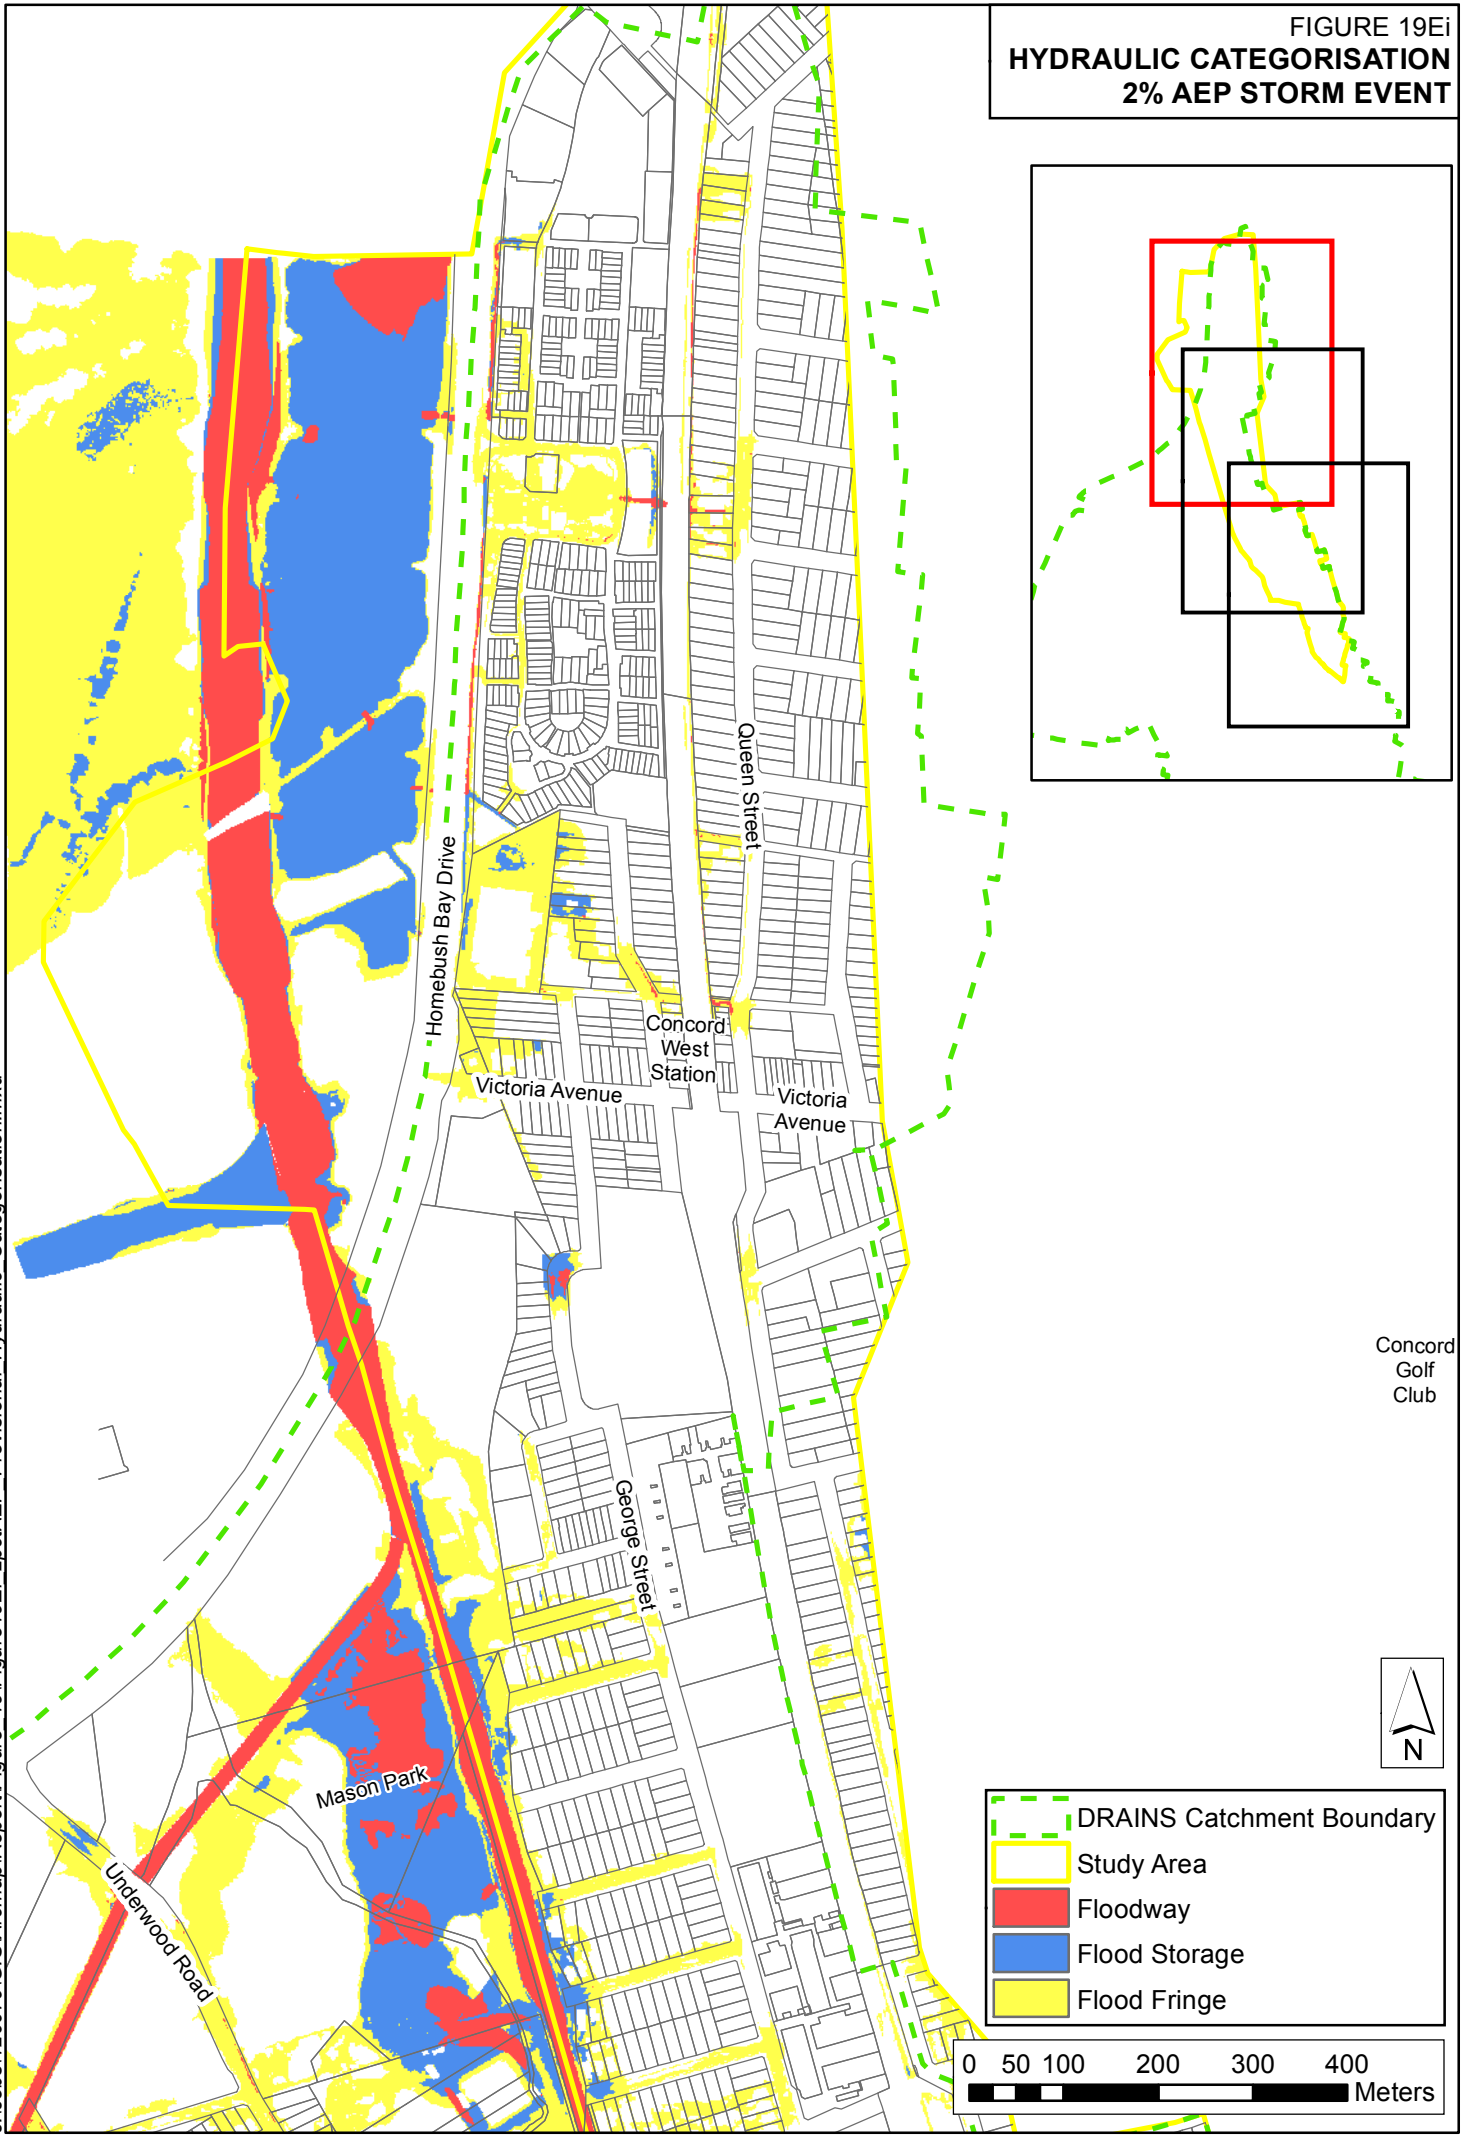 FIGURE 19Ei
HYDRAULIC CATEGORISATION
2% AEP STORM EVENT
Queen Street
Homebush Bay Drive
Concord
West
Station
Victoria Avenue
Victoria
Avenue
Concord
Golf
Club
George Street
Mason Park
Underwood Road
N
DRAINS Catchment Boundary
Study Area
Floodway
Flood Storage
Flood Fringe
0 50 100 200 300 400
Meters